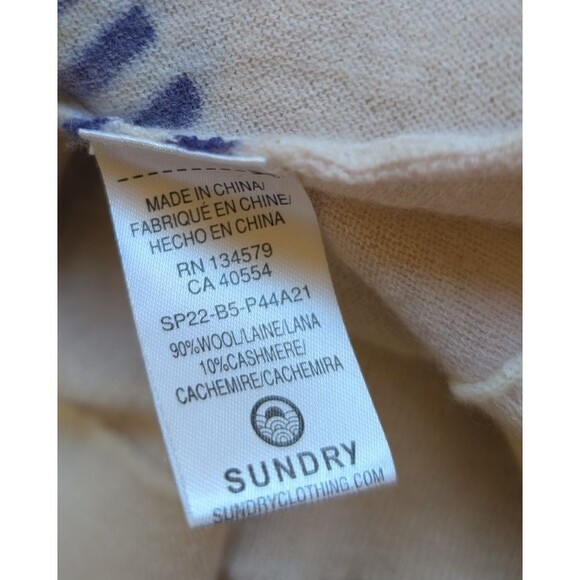 MADE IN CHINA/
FABRIQUÉ EN CHINE/
HECHO EN CHINA
RN 134579
CA 40554
SP22-B5-P44A21
90%WOOL/LAINE/LANA
10%CASHMERE/
CACHEMIRE/CACHEMIRA
SUNDRY
SUNDRYCLOTHING.COM